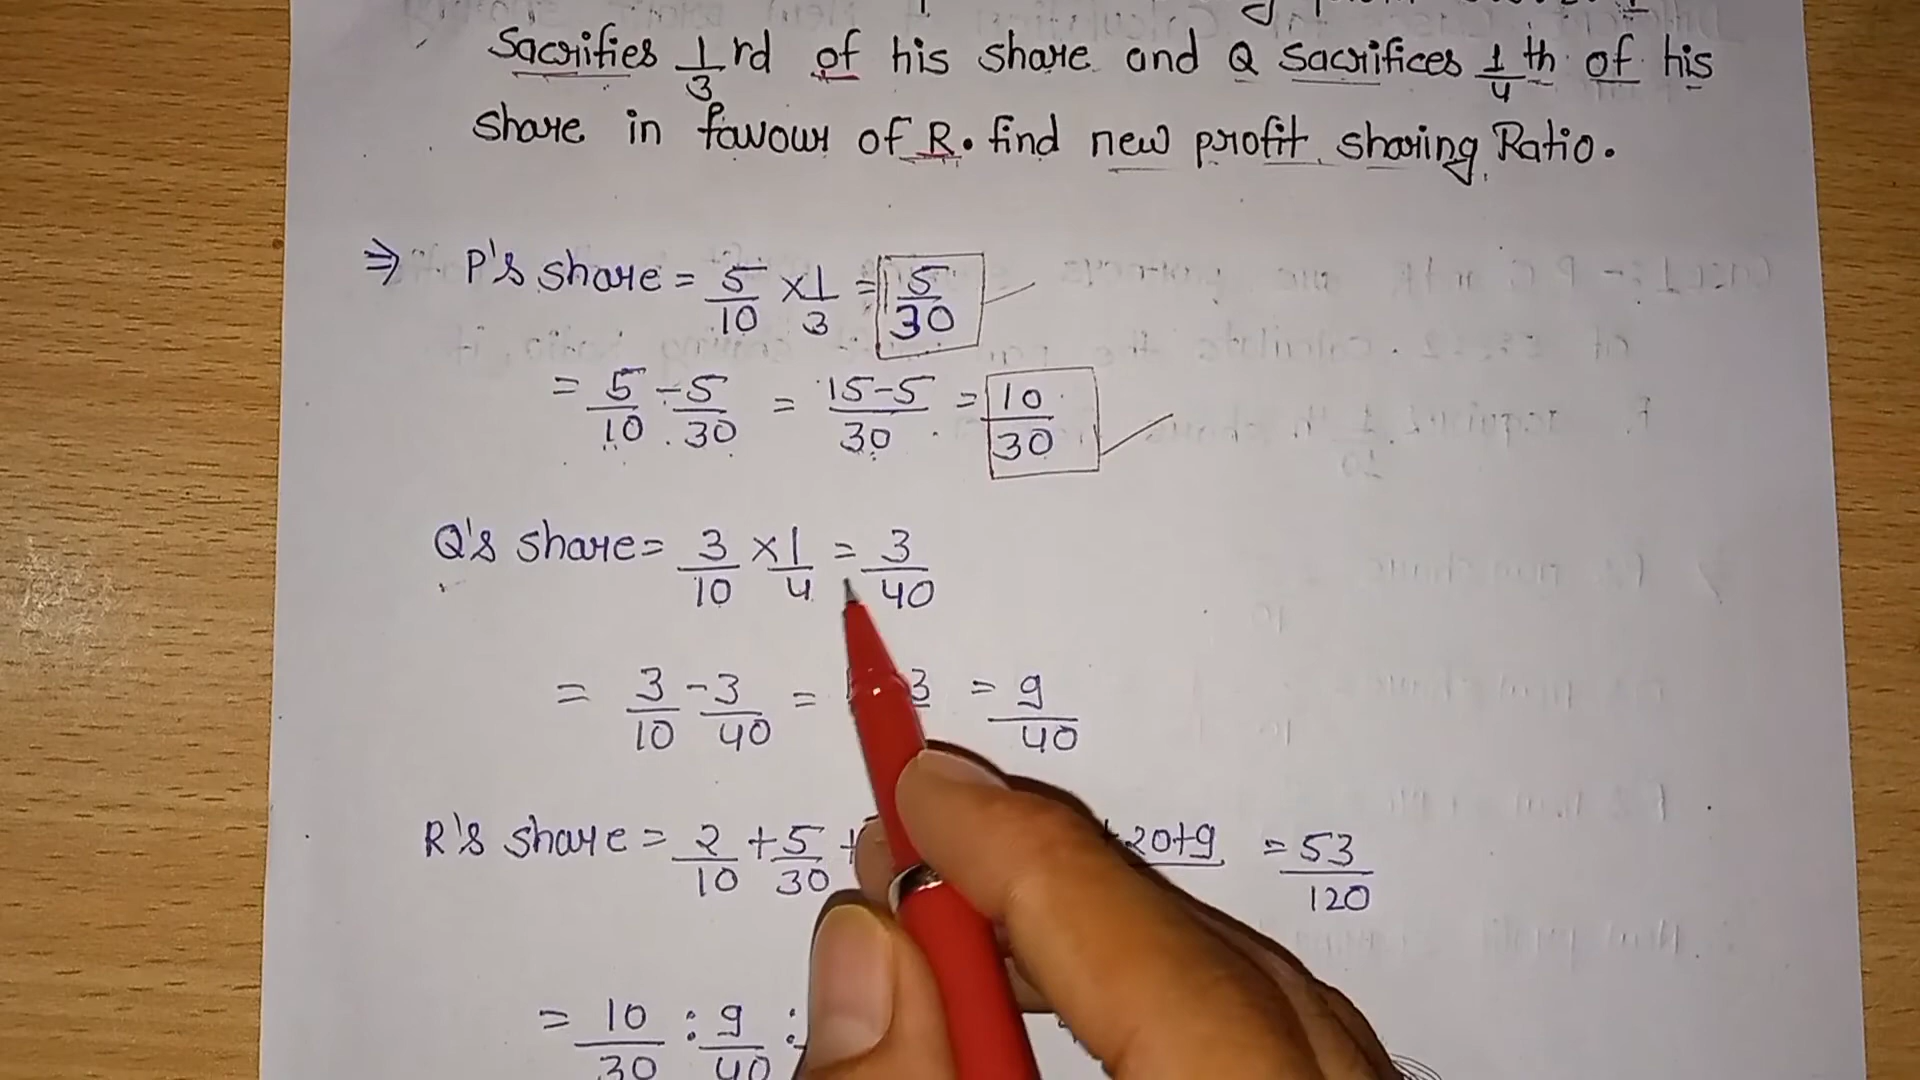 Sacrifies 1/3 rd of his share and Q Sacrifices 1/4 th of his
share in favour of R. find new profit sharing Ratio.
⇒ P's share = 5/10 × 1/3 = 5/30
= 5/10 - 5/30 = 15-5/30 = 10/30
Q's share = 3/10 × 1/4 = 3/40
= 3/10 - 3/40 = 3 = 9/40
R's share = 2/10 + 5/30 + +20+9 = 53/120
= 10/30 : 9/40 :